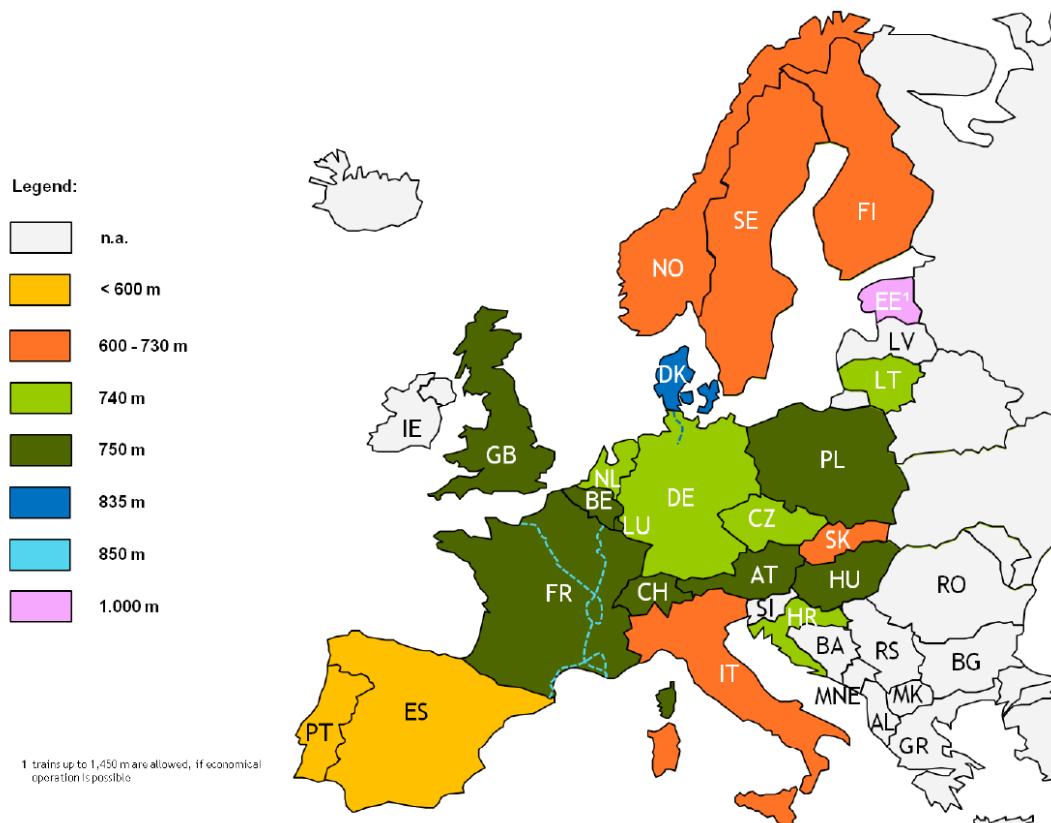 Legend:
n.a.
< 600 m
600 - 730 m
740 m
750 m
835 m
850 m
1.000 m
SE
FI
NO
EE¹
LV
DK
LT
IE
GB
NL
PL
BE
DE
LU
CZ
SK
AT
HU
FR
CH
RO
SI
HR
BA
RS
BG
IT
MNE
MK
ES
PT
AL
GR
1 trains up to 1,450 m are allowed, if economical
operation is possible